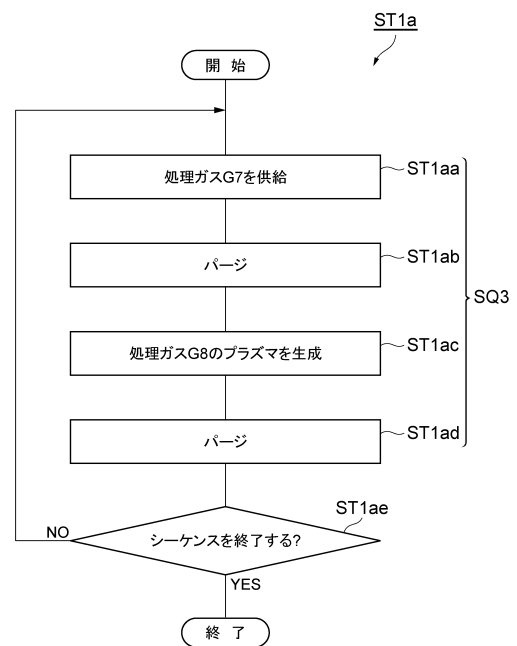 ST1a
開 始
処理ガスG7を供給
ST1aa
パージ
ST1ab
SQ3
処理ガスG8のプラズマを生成
ST1ac
パージ
ST1ad
ST1ae
シーケンスを終了する?
NO
YES
終 了